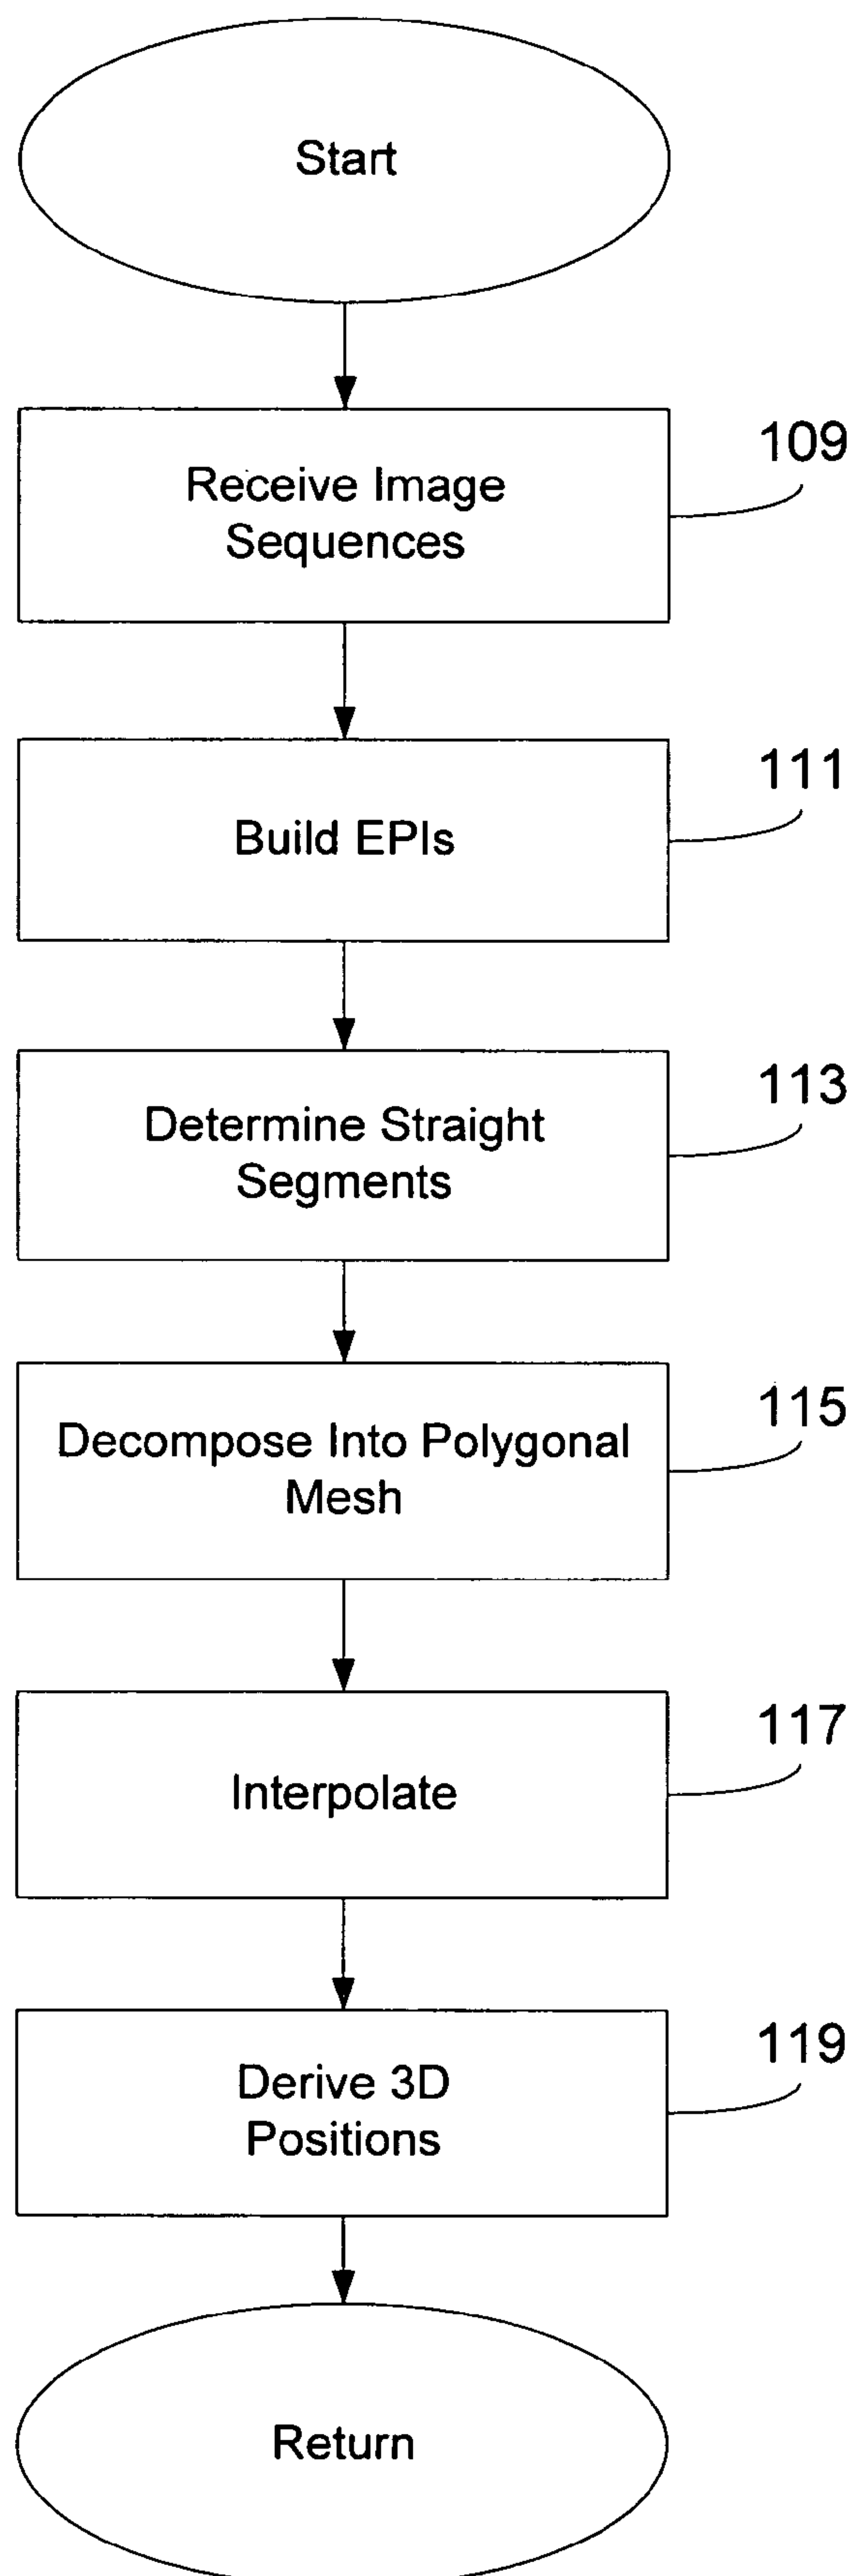 Start
109
Receive Image
Sequences
111
Build EPIs
113
Determine Straight
Segments
115
Decompose Into Polygonal
Mesh
117
Interpolate
119
Derive 3D
Positions
Return